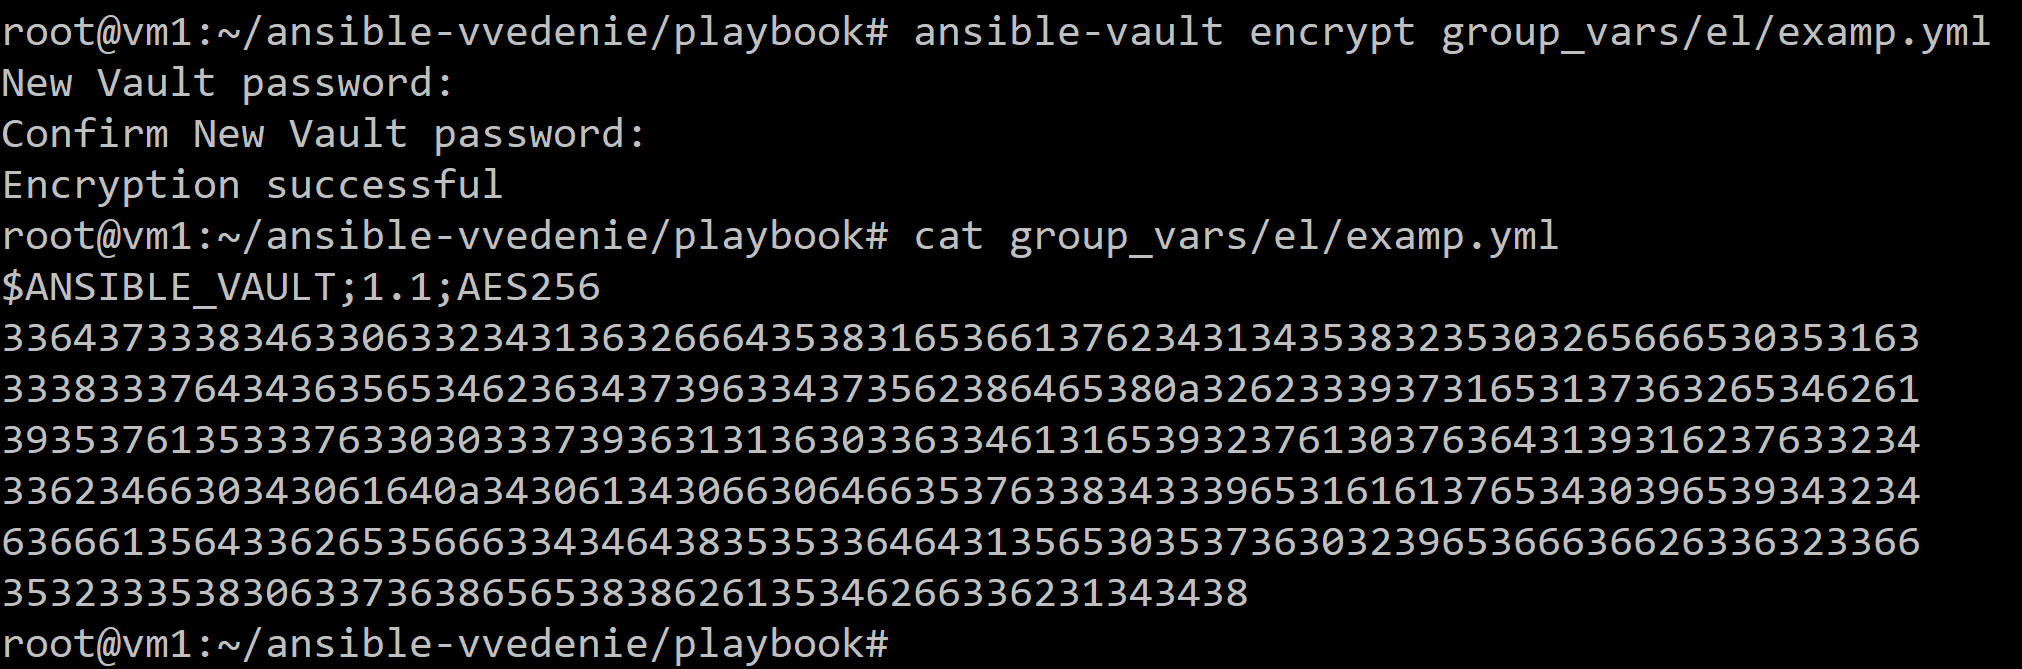 root@vm1:~/ansible-vvedenie/playbook# ansible-vault encrypt group_vars/el/examp.yml
New Vault password:
Confirm New Vault password:
Encryption successful
root@vm1:~/ansible-vvedenie/playbook# cat group_vars/el/examp.yml
$ANSIBLE_VAULT;1.1;AES256
33643733383463306332343136326664353831653661376234313435383235303265666530353163
3338333764343635653462363437396334373562386465380a326233393731653137363265346261
39353761353337633030333739363131363033633461316539323761303763643139316237633234
3362346630343061640a343061343066306466353763383433396531616137653430396539343234
63666135643362653566633434643835353364643135653035373630323965366636626336323366
3532333538306337363865653838626135346266336231343438
root@vm1:~/ansible-vvedenie/playbook#